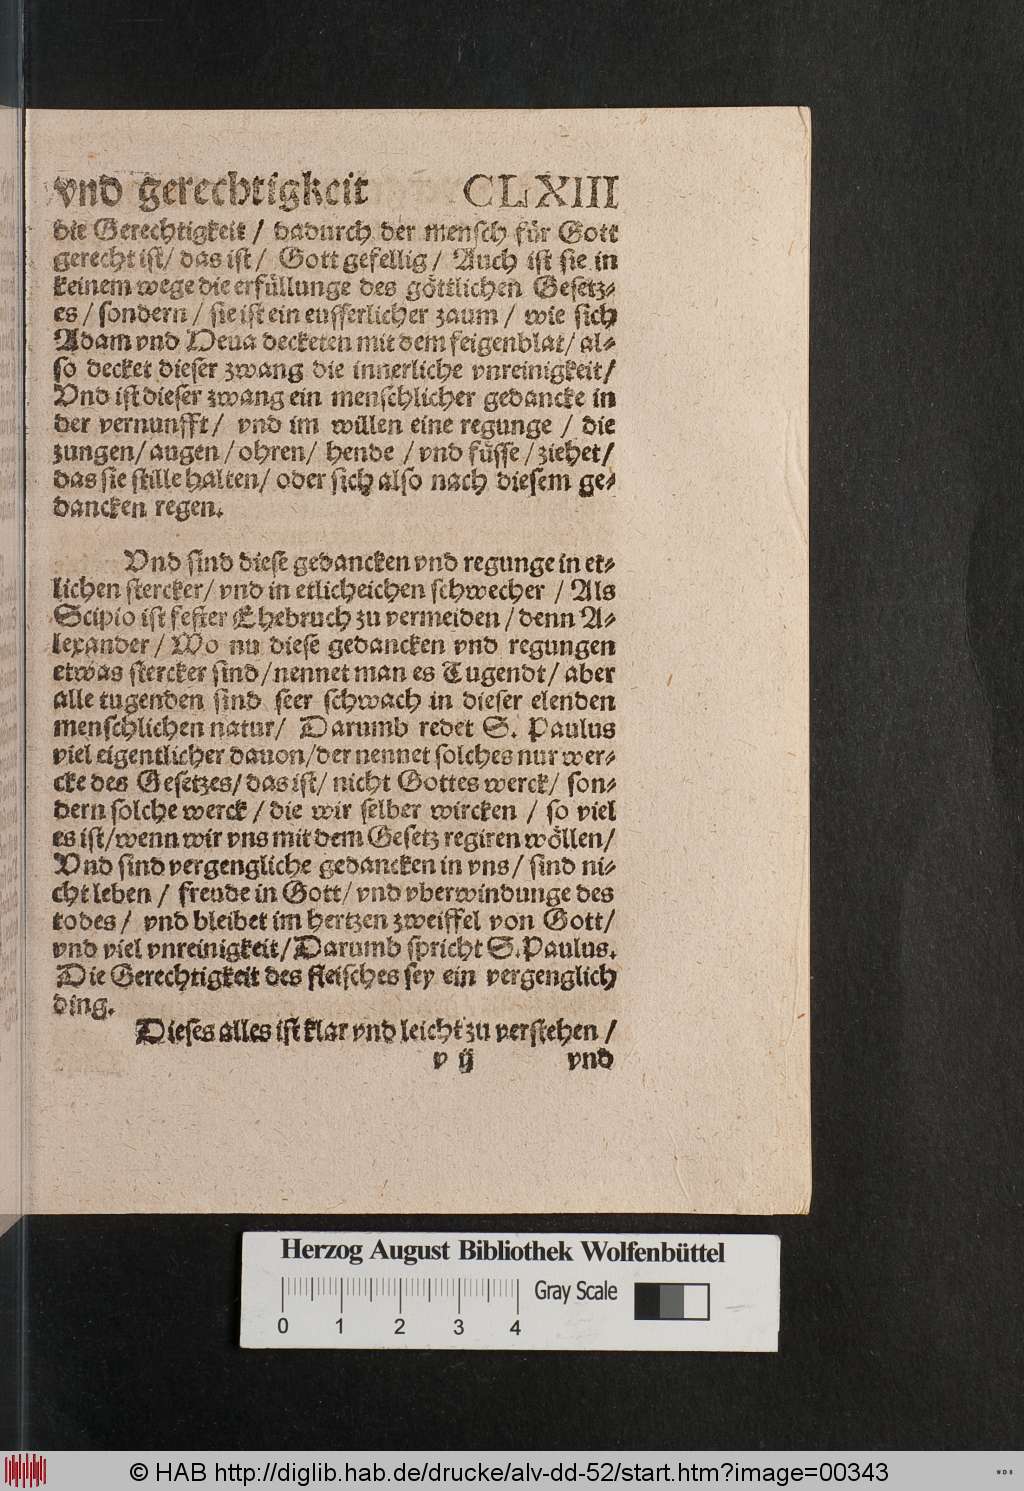 vnd gerechtigkeit CLXIII
die Gerechtigkeit / dadurch der mensch fůr Gott
gerecht ist/ das ist / Gott gefellig / Auch ist sie in
keinem wege die erfüllunge des göttlichen Gesetz⸗
es / sondern / sie ist ein eusserlicher zaum / wie sich
Adam vnd Heua decketen mit dem feigenblat/ al⸗
so decket dieser zwang die innerliche vnreinigkeit/
Vnd ist dieser zwang ein menschlicher gedancke in
der vernunfft / vnd im willen eine regunge / die
zungen/ augen / ohren/ hende / vnd füsse / ziehet/
das sie stille halten/ oder sich also nach diesem ge⸗
dancken regen.
Vnd sind diese gedancken vnd regunge in et⸗
lichen stercker/ vnd in etlicheichen schwecher / Als
Scipio ist fester Ehebruch zu vermeiden / denn A⸗
lexander / Wo nu diese gedancken vnd regungen
etwas stercker sind/ nennet man es Tugendt/ aber
alle tugenden sind seer schwach in dieser elenden
menschlichen natur/ Darumb redet S. Paulus
viel eigentlicher dauon/ der nennet solches nur wer⸗
cke des Gesetzes/ das ist/ nicht Gottes werck/ son⸗
dern solche werck / die wir selber wircken / so viel
es ist/ wenn wir vns mit dem Gesetz regiren wöllen/
Vnd sind vergengliche gedancken in vns/ sind ni⸗
cht leben / freude in Gott/ vnd vberwindunge des
todes / vnd bleibet im hertzen zweiffel von Gott/
vnd viel vnreinigkeit/ Darumb spricht S. Paulus.
Die Gerechtigkeit des fleisches sey ein vergenglich
ding.
Dieses alles ist klar vnd leicht zu verstehen /
v ij vnd
Herzog August Bibliothek Wolfenbüttel
Gray Scale
0 1 2 3 4
© HAB http://diglib.hab.de/drucke/alv-dd-52/start.htm?image=00343